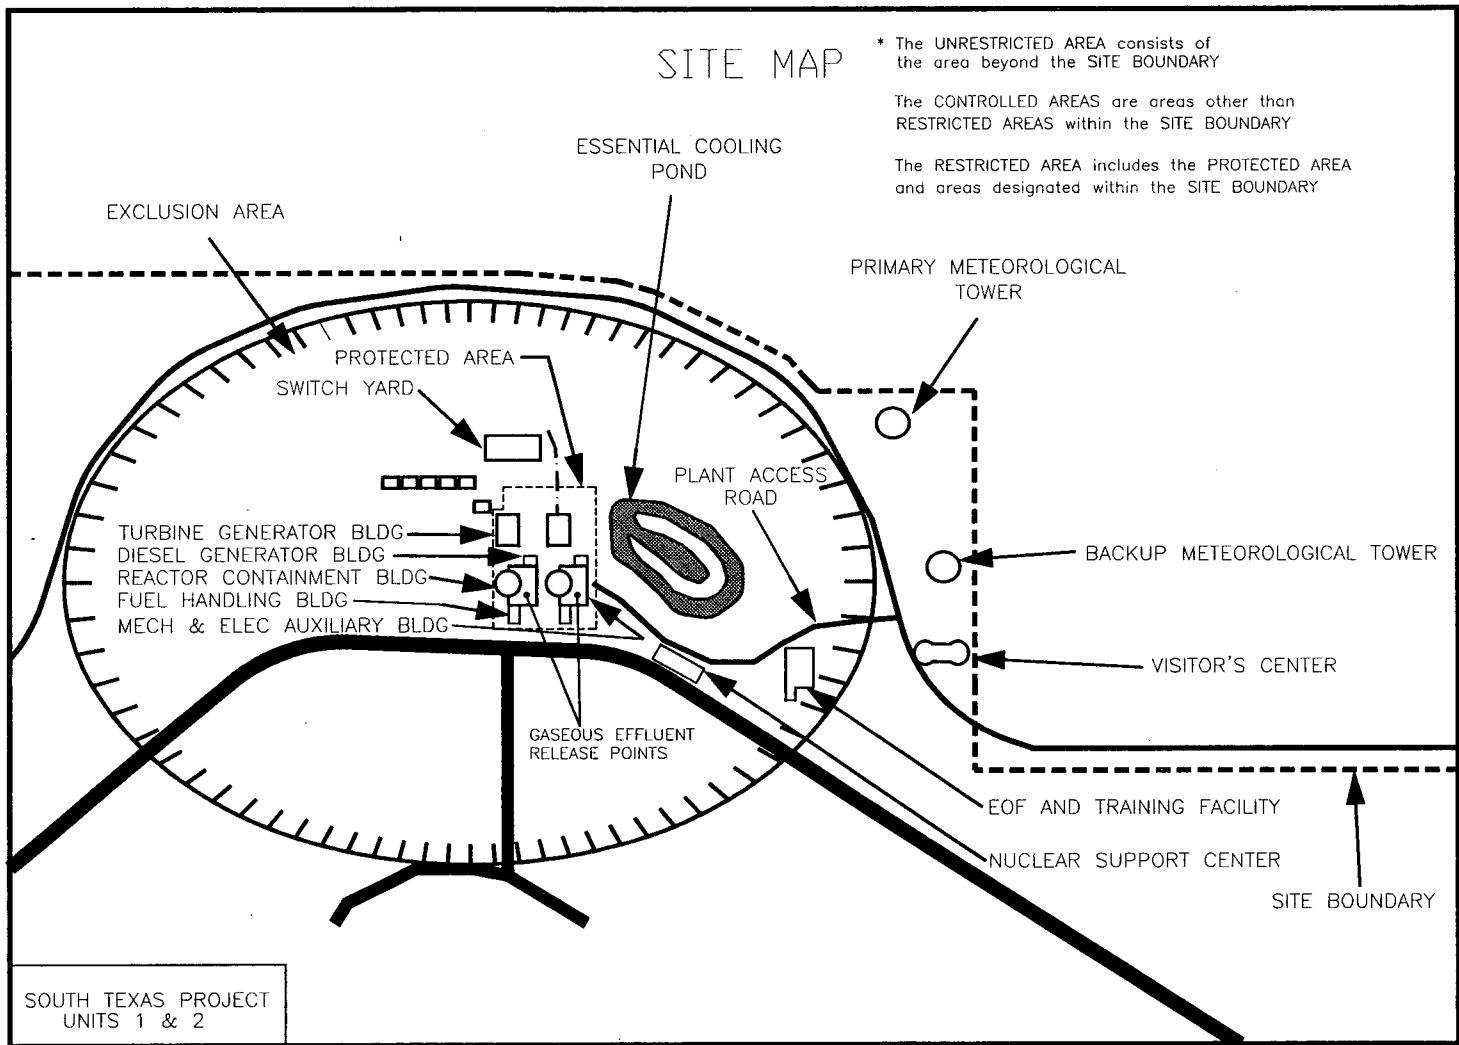 SITE MAP
* The UNRESTRICTED AREA consists of
the area beyond the SITE BOUNDARY
The CONTROLLED AREAS are areas other than
RESTRICTED AREAS within the SITE BOUNDARY
The RESTRICTED AREA includes the PROTECTED AREA
and areas designated within the SITE BOUNDARY
ESSENTIAL COOLING
POND
EXCLUSION AREA
PRIMARY METEOROLOGICAL
TOWER
PROTECTED AREA
SWITCH YARD
PLANT ACCESS
ROAD
TURBINE GENERATOR BLDG
DIESEL GENERATOR BLDG
REACTOR CONTAINMENT BLDG
FUEL HANDLING BLDG
MECH & ELEC AUXILIARY BLDG
BACKUP METEOROLOGICAL TOWER
VISITOR'S CENTER
GASEOUS EFFLUENT
RELEASE POINTS
EOF AND TRAINING FACILITY
NUCLEAR SUPPORT CENTER
SITE BOUNDARY
SOUTH TEXAS PROJECT
UNITS 1 & 2